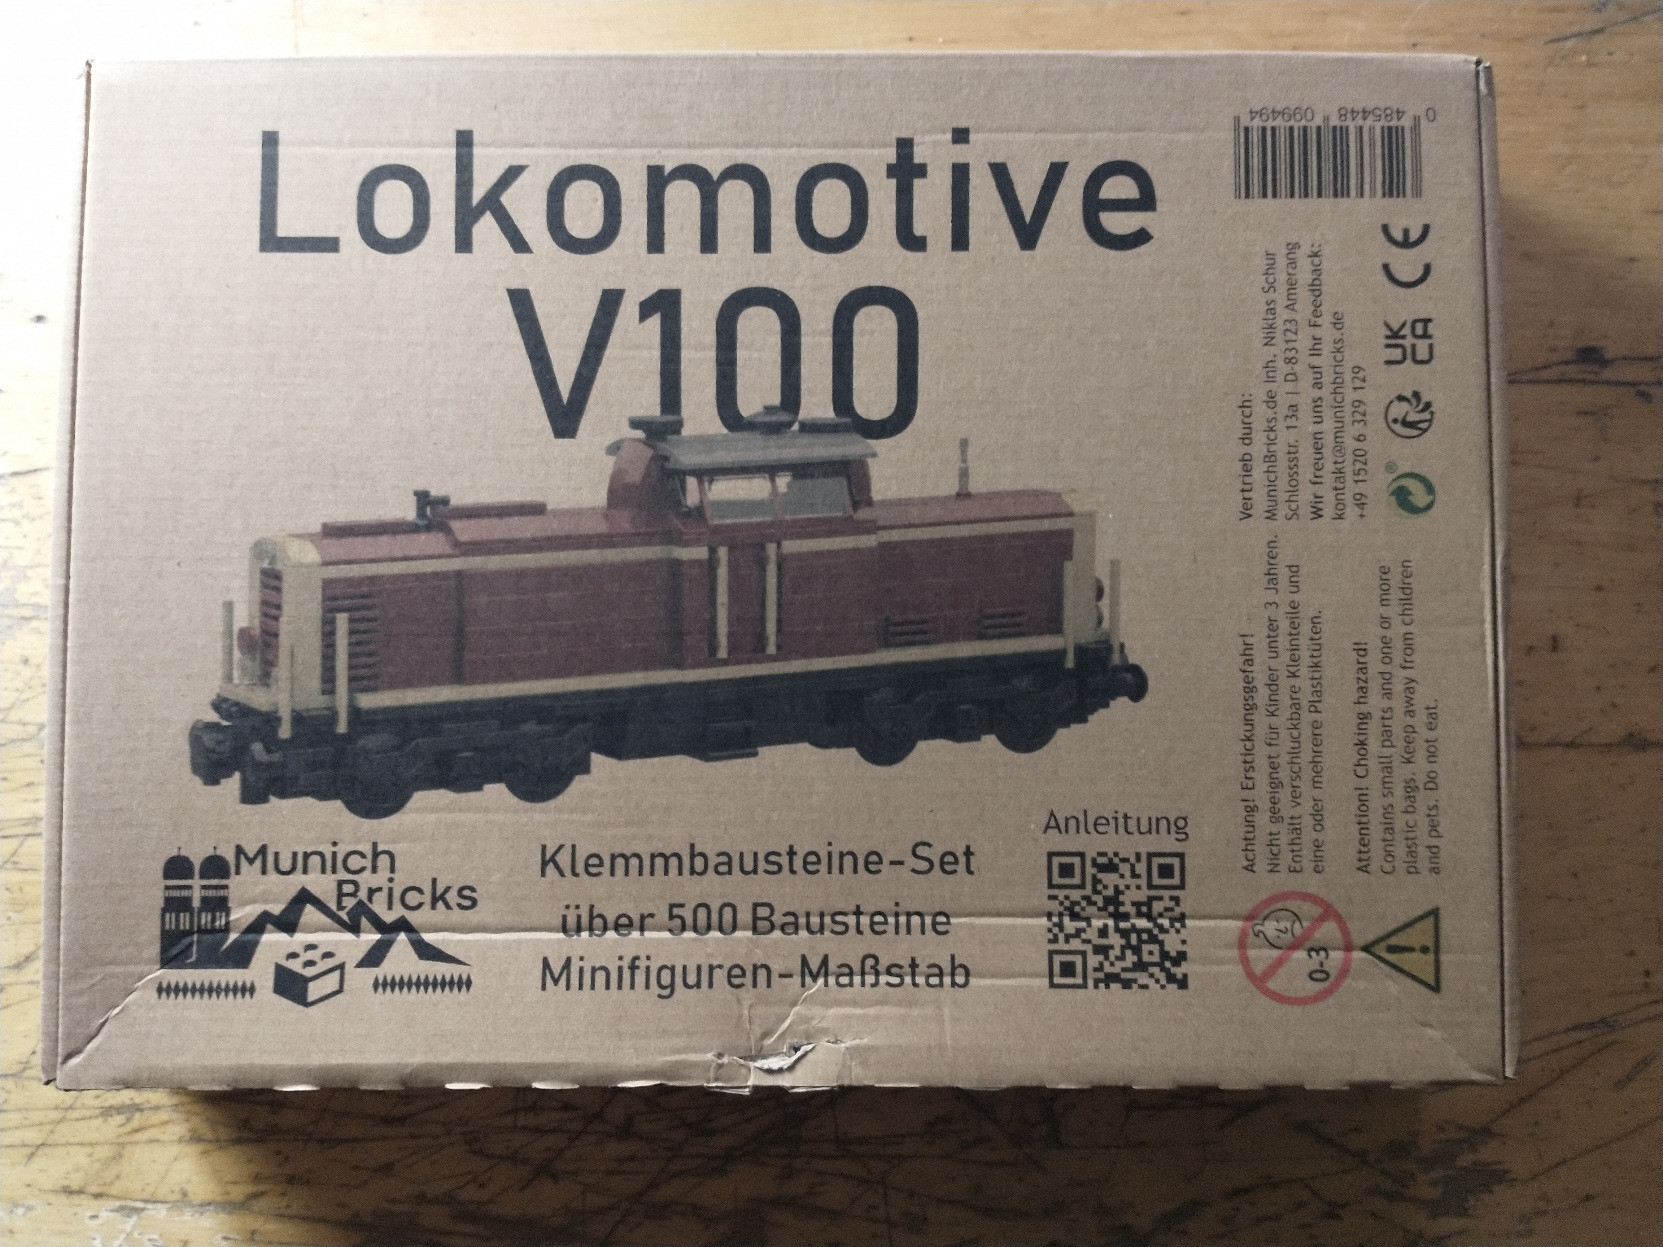 Lokomotive
V100
Munich
Bricks
Klemmbausteine-Set
über 500 Bausteine
Minifiguren-Maßstab
Anleitung
Achtung! Erstickungsgefahr!
Nicht geeignet für Kinder unter 3 Jahren.
Enthält verschluckbare Kleinteile und
eine oder mehrere Plastiktüten.
Attention! Choking hazard!
Contains small parts and one or more
plastic bags. Keep away from children
and pets. Do not eat.
0-3
Vertrieb durch:
MunichBricks.de Inh. Niklas Schur
Schlossstr. 13a | D-83123 Amerang
Wir freuen uns auf Ihr Feedback:
kontakt@munichbricks.de
+49 1520 6 329 129
®
UK
CA
CE
0 485448 099494